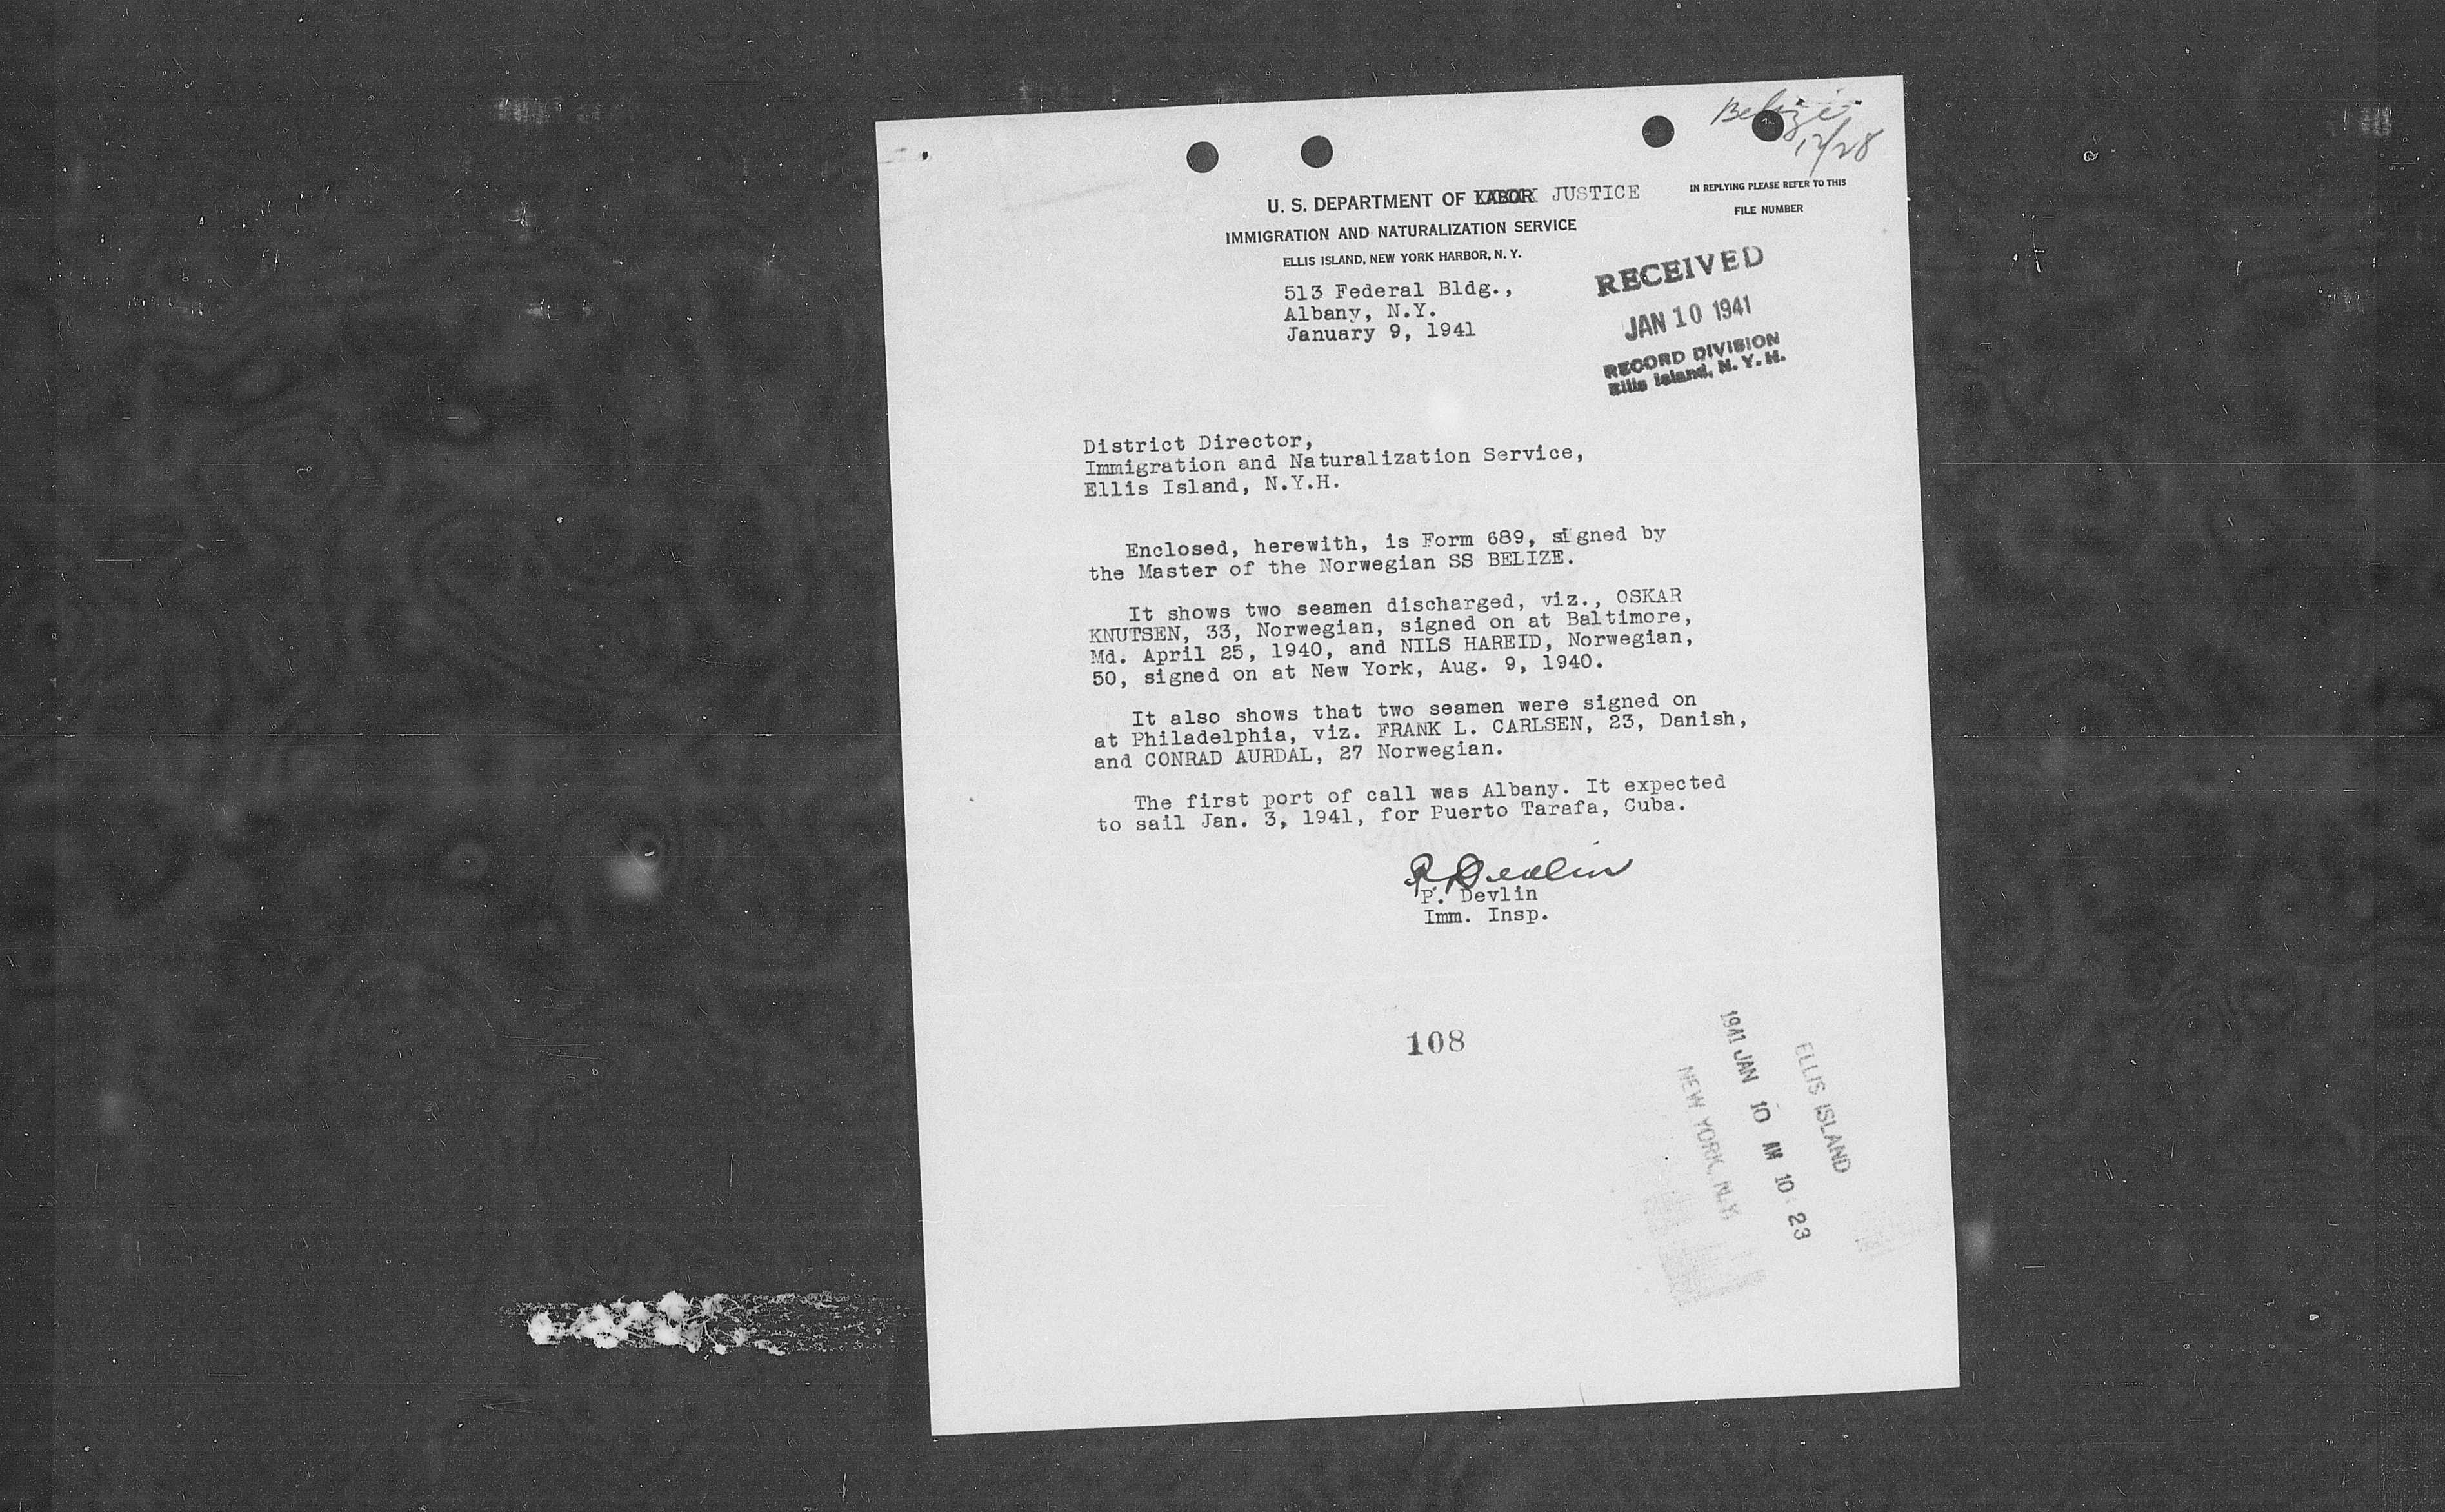 Belize
12/28
U. S. DEPARTMENT OF LABOR JUSTICE
IMMIGRATION AND NATURALIZATION SERVICE
ELLIS ISLAND, NEW YORK HARBOR, N. Y.
IN REPLYING PLEASE REFER TO THIS
FILE NUMBER
513 Federal Bldg.,
Albany, N.Y.
January 9, 1941
RECEIVED
JAN 10 1941
RECORD DIVISION
Ellis Island, N. Y. H.
District Director,
Immigration and Naturalization Service,
Ellis Island, N.Y.H.
Enclosed, herewith, is Form 689, signed by
the Master of the Norwegian SS BELIZE.
It shows two seamen discharged, viz., OSKAR
KNUTSEN, 33, Norwegian, signed on at Baltimore,
Md. April 25, 1940, and NILS HAREID, Norwegian,
50, signed on at New York, Aug. 9, 1940.
It also shows that two seamen were signed on
at Philadelphia, viz. FRANK L. CARLSEN, 23, Danish,
and CONRAD AURDAL, 27 Norwegian.
The first port of call was Albany. It expected
to sail Jan. 3, 1941, for Puerto Tarafa, Cuba.
P. Devlin
P. Devlin
Imm. Insp.
108
ELLIS ISLAND
1941 JAN 10 AM 10 23
NEW YORK, N.Y.